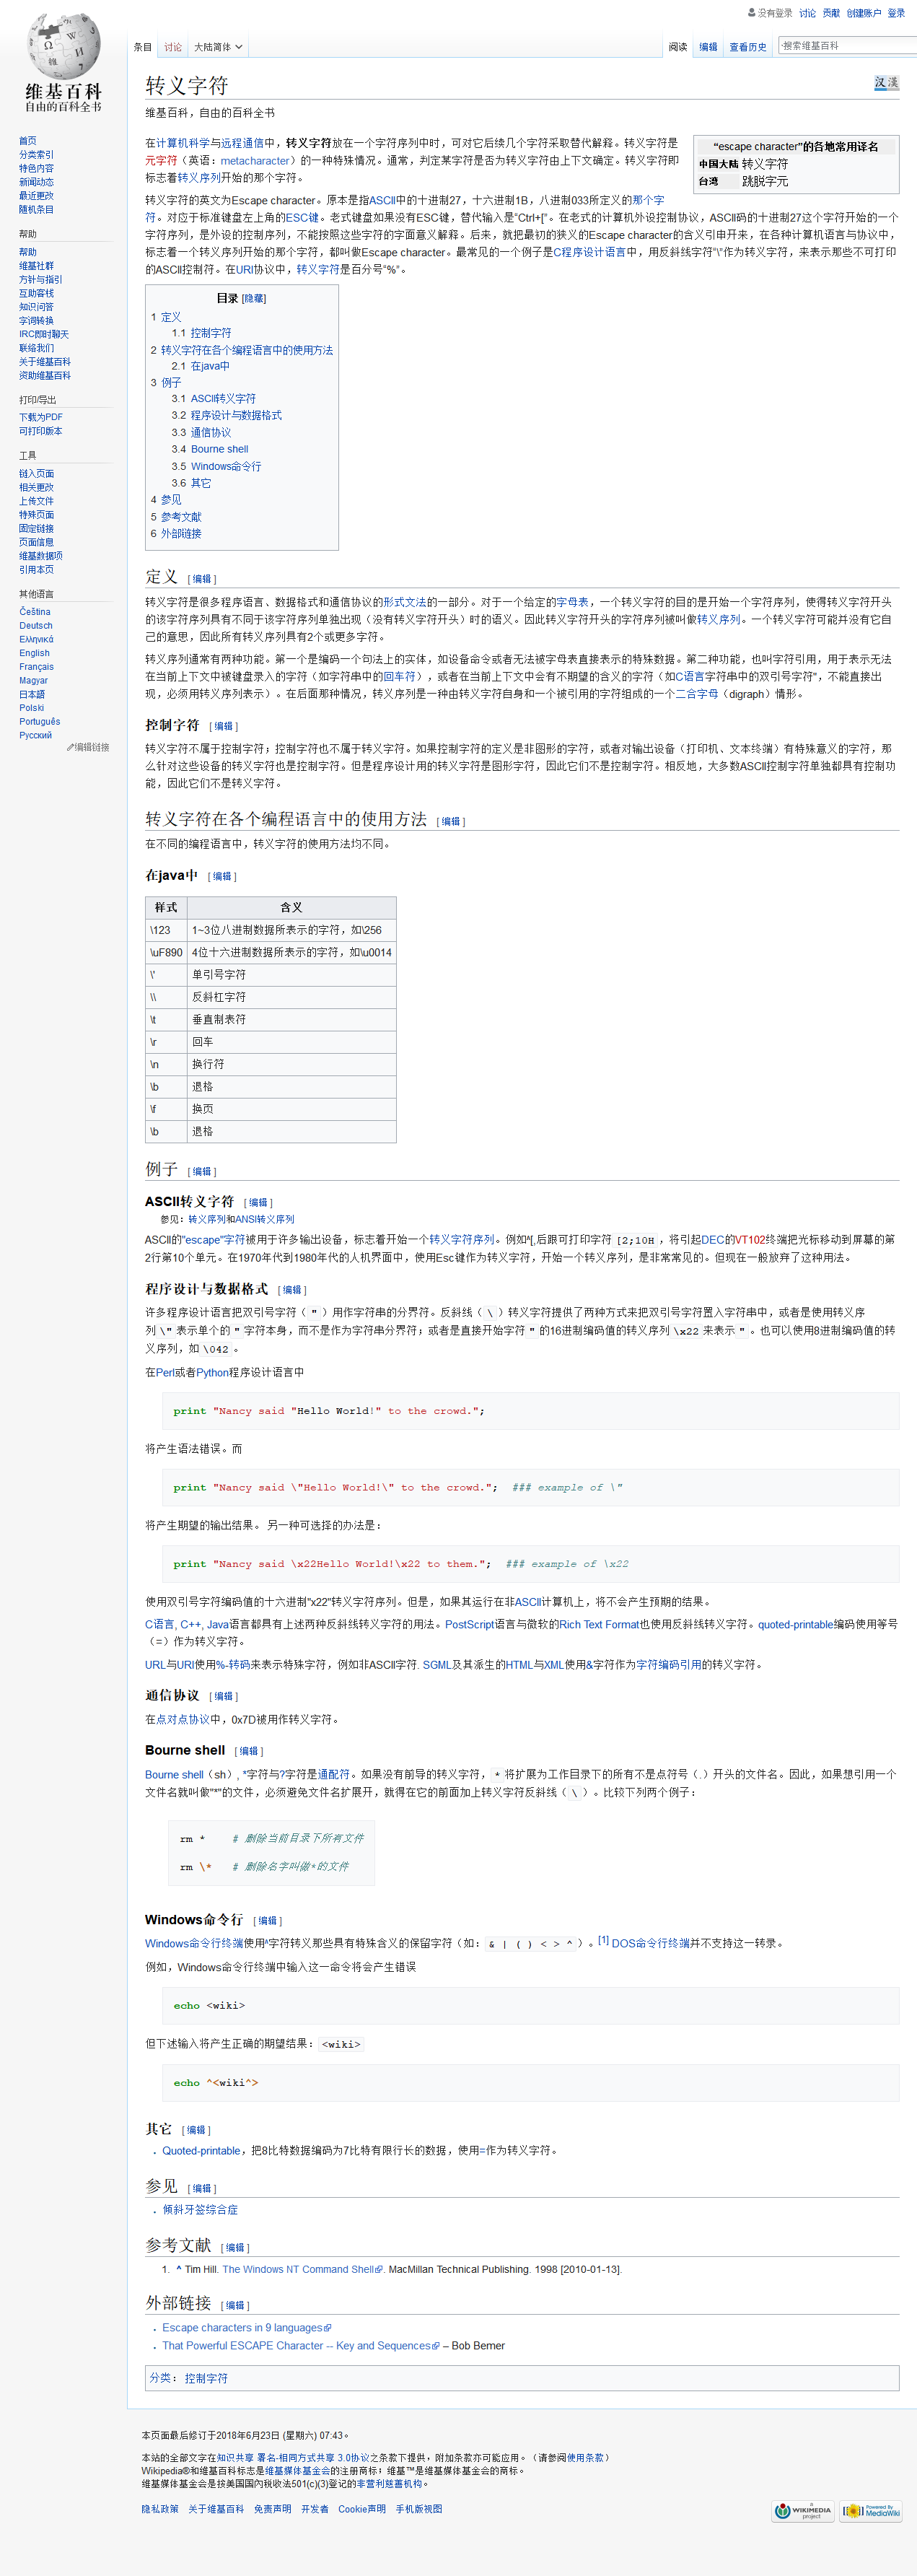 没有登录 讨论 贡献 创建账户 登录
条目 讨论 大陆简体 阅读 编辑 查看历史 搜索维基百科
维基百科
自由的百科全书
首页
分类索引
特色内容
新闻动态
最近更改
随机条目
帮助
帮助
维基社群
方针与指引
互助客栈
知识问答
字词转换
IRC即时聊天
联络我们
关于维基百科
资助维基百科
打印/导出
下载为PDF
可打印版本
工具
链入页面
相关更改
上传文件
特殊页面
固定链接
页面信息
维基数据项
引用本页
其他语言
Čeština
Deutsch
Ελληνικά
English
Français
Magyar
日本語
Polski
Português
Русский
编辑链接
转义字符
汉 漢
维基百科，自由的百科全书
“escape character”的各地常用译名
中国大陆 转义字符
台湾 跳脱字元
在计算机科学与远程通信中，转义字符放在一个字符序列中时，可对它后续几个字符采取替代解释。转义字符是
元字符（英语：metacharacter）的一种特殊情况。通常，判定某字符是否为转义字符由上下文确定。转义字符即
标志着转义序列开始的那个字符。
转义字符的英文为Escape character。原本是指ASCII中的十进制27，十六进制1B，八进制033所定义的那个字
符。对应于标准键盘左上角的ESC键。老式键盘如果没有ESC键，替代输入是“Ctrl+[”。在老式的计算机外设控制协议，ASCII码的十进制27这个字符开始的一个
字符序列，是外设的控制序列，不能按照这些字符的字面意义解释。后来，就把最初的狭义的Escape character的含义引申开来，在各种计算机语言与协议中，
标志着一个转义序列开始的那个字符，都叫做Escape character。最常见的一个例子是C程序设计语言中，用反斜线字符“\”作为转义字符，来表示那些不可打印
的ASCII控制符。在URI协议中，转义字符是百分号“%”。
目录 [隐藏]
1 定义
1.1 控制字符
2 转义字符在各个编程语言中的使用方法
2.1 在java中
3 例子
3.1 ASCII转义字符
3.2 程序设计与数据格式
3.3 通信协议
3.4 Bourne shell
3.5 Windows命令行
3.6 其它
4 参见
5 参考文献
6 外部链接
定义 [ 编辑 ]
转义字符是很多程序语言、数据格式和通信协议的形式文法的一部分。对于一个给定的字母表，一个转义字符的目的是开始一个字符序列，使得转义字符开头
的该字符序列具有不同于该字符序列单独出现（没有转义字符开头）时的语义。因此转义字符开头的字符序列被叫做转义序列。一个转义字符可能并没有它自
己的意思，因此所有转义序列具有2个或更多字符。
转义序列通常有两种功能。第一个是编码一个句法上的实体，如设备命令或者无法被字母表直接表示的特殊数据。第二种功能，也叫字符引用，用于表示无法
在当前上下文中被键盘录入的字符（如字符串中的回车符），或者在当前上下文中会有不期望的含义的字符（如C语言字符串中的双引号字符"，不能直接出
现，必须用转义序列表示）。在后面那种情况，转义序列是一种由转义字符自身和一个被引用的字符组成的一个二合字母（digraph）情形。
控制字符 [ 编辑 ]
转义字符不属于控制字符；控制字符也不属于转义字符。如果控制字符的定义是非图形的字符，或者对输出设备（打印机、文本终端）有特殊意义的字符，那
么针对这些设备的转义字符也是控制字符。但是程序设计用的转义字符是图形字符，因此它们不是控制字符。相反地，大多数ASCII控制字符单独都具有控制功
能，因此它们不是转义字符。
转义字符在各个编程语言中的使用方法 [ 编辑 ]
在不同的编程语言中，转义字符的使用方法均不同。
在java中 [ 编辑 ]
样式 含义
\123 1~3位八进制数据所表示的字符，如\256
\uF890 4位十六进制数据所表示的字符，如\u0014
\' 单引号字符
\\ 反斜杠字符
\t 垂直制表符
\r 回车
\n 换行符
\b 退格
\f 换页
\b 退格
例子 [ 编辑 ]
ASCII转义字符 [ 编辑 ]
参见：转义序列和ANSI转义序列
ASCII的"escape"字符被用于许多输出设备，标志着开始一个转义字符序列。例如^[,后跟可打印字符 [2;10H ，将引起DEC的VT102终端把光标移动到屏幕的第
2行第10个单元。在1970年代到1980年代的人机界面中，使用Esc键作为转义字符，开始一个转义序列，是非常常见的。但现在一般放弃了这种用法。
程序设计与数据格式 [ 编辑 ]
许多程序设计语言把双引号字符（ " ）用作字符串的分界符。反斜线（ \ ）转义字符提供了两种方式来把双引号字符置入字符串中，或者是使用转义序
列 \" 表示单个的 " 字符本身，而不是作为字符串分界符；或者是直接开始字符 " 的16进制编码值的转义序列 \x22 来表示 " 。也可以使用8进制编码值的转
义序列，如 \042 。
在Perl或者Python程序设计语言中
print "Nancy said "Hello World!" to the crowd.";
将产生语法错误。而
print "Nancy said \"Hello World!\" to the crowd."; ### example of \"
将产生期望的输出结果。 另一种可选择的办法是：
print "Nancy said \x22Hello World!\x22 to them."; ### example of \x22
使用双引号字符编码值的十六进制"x22"转义字符序列。但是，如果其运行在非ASCII计算机上，将不会产生预期的结果。
C语言, C++, Java语言都具有上述两种反斜线转义字符的用法。PostScript语言与微软的Rich Text Format也使用反斜线转义字符。quoted-printable编码使用等号
（=）作为转义字符。
URL与URI使用%-转码来表示特殊字符，例如非ASCII字符. SGML及其派生的HTML与XML使用&字符作为字符编码引用的转义字符。
通信协议 [ 编辑 ]
在点对点协议中，0x7D被用作转义字符。
Bourne shell [ 编辑 ]
Bourne shell（sh）, *字符与?字符是通配符。如果没有前导的转义字符， * 将扩展为工作目录下的所有不是点符号（.）开头的文件名。因此，如果想引用一个
文件名就叫做"*"的文件，必须避免文件名扩展开，就得在它的前面加上转义字符反斜线（ \ ）。比较下列两个例子：
rm * # 删除当前目录下所有文件
rm \* # 删除名字叫做*的文件
Windows命令行 [ 编辑 ]
Windows命令行终端使用^字符转义那些具有特殊含义的保留字符（如： & | ( ) < > ^ ）。[1] DOS命令行终端并不支持这一转录。
例如，Windows命令行终端中输入这一命令将会产生错误
echo <wiki>
但下述输入将产生正确的期望结果： <wiki>
echo ^<wiki^>
其它 [ 编辑 ]
Quoted-printable，把8比特数据编码为7比特有限行长的数据，使用=作为转义字符。
参见 [ 编辑 ]
倾斜牙签综合症
参考文献 [ 编辑 ]
1. ^ Tim Hill. The Windows NT Command Shell. MacMillan Technical Publishing. 1998 [2010-01-13].
外部链接 [ 编辑 ]
Escape characters in 9 languages
That Powerful ESCAPE Character -- Key and Sequences – Bob Bemer
分类：控制字符
本页面最后修订于2018年6月23日 (星期六) 07:43。
本站的全部文字在知识共享 署名-相同方式共享 3.0协议之条款下提供，附加条款亦可能应用。（请参阅使用条款）
Wikipedia®和维基百科标志是维基媒体基金会的注册商标；维基™是维基媒体基金会的商标。
维基媒体基金会是按美国国內税收法501(c)(3)登记的非营利慈善机构。
隐私政策 关于维基百科 免责声明 开发者 Cookie声明 手机版视图
A WIKIMEDIA project
Powered By MediaWiki